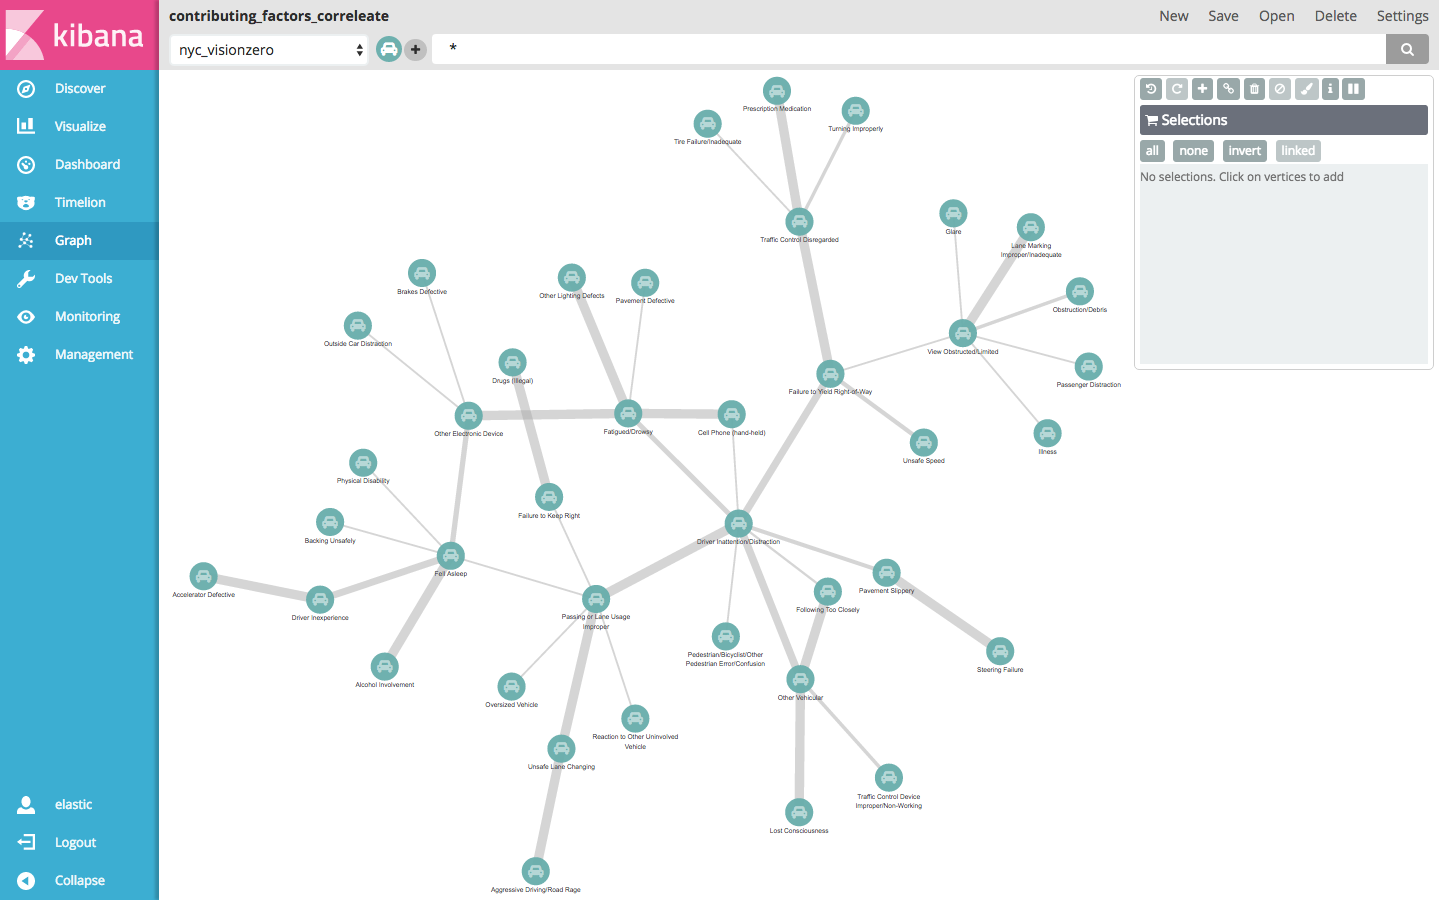 kibana
Discover
Visualize
Dashboard
Timelion
Graph
Dev Tools
Monitoring
Management
elastic
Logout
Collapse
contributing_factors_correleate
New Save Open Delete Settings
nyc_visionzero
*
Selections
all none invert linked
No selections. Click on vertices to add
Prescription Medication
Turning Improperly
Tire Failure/Inadequate
Traffic Control Disregarded
Glare
Lane Marking
Improper/Inadequate
Obstruction/Debris
View Obstructed/Limited
Passenger Distraction
Illness
Brakes Defective
Other Lighting Defects
Pavement Defective
Outside Car Distraction
Drugs (Illegal)
Failure to Yield Right-of-Way
Other Electronic Device
Fatigued/Drowsy
Cell Phone (hand-held)
Unsafe Speed
Physical Disability
Failure to Keep Right
Backing Unsafely
Driver Inattention/Distraction
Fell Asleep
Accelerator Defective
Driver Inexperience
Passing or Lane Usage
Improper
Following Too Closely
Pavement Slippery
Pedestrian/Bicyclist/Other
Pedestrian Error/Confusion
Steering Failure
Alcohol Involvement
Oversized Vehicle
Other Vehicular
Reaction to Other Uninvolved
Vehicle
Unsafe Lane Changing
Traffic Control Device
Improper/Non-Working
Lost Consciousness
Aggressive Driving/Road Rage